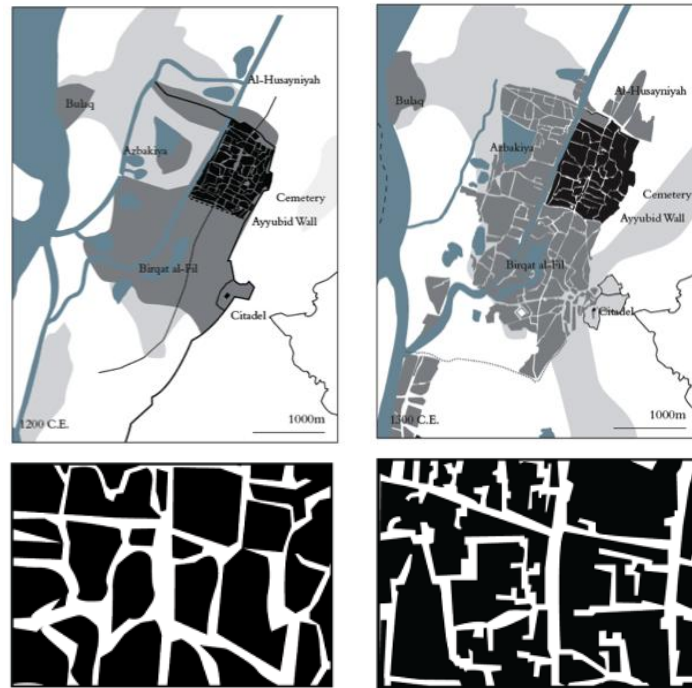 Al-Husayniyah
Bulaq
Azbakiya
Cemetery
Ayyubid Wall
Birqat al-Fil
Citadel
1200 C.E.
1000m
Al-Husayniyah
Bulaq
Azbakiya
Cemetery
Ayyubid Wall
Birqat al-Fil
Citadel
1300 C.E.
1000m